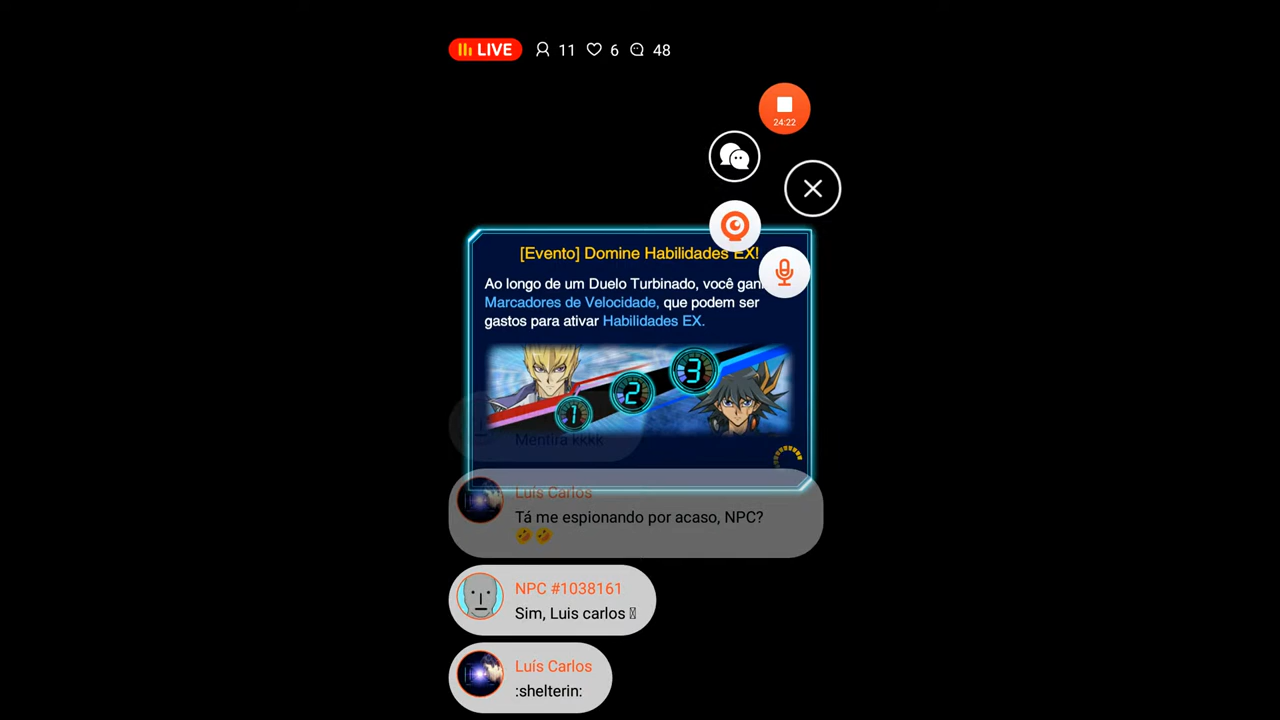 LIVE 11 6 48
24:22
[Evento] Domine Habilidades EX!
Ao longo de um Duelo Turbinado, você
Marcadores de Velocidade, que podem ser
gastos para ativar Habilidades EX.
1 2 3
Mentira kkkk
Luís Carlos
Tá me espionando por acaso, NPC?
NPC #1038161
Sim, Luis carlos
Luís Carlos
:shelterin: